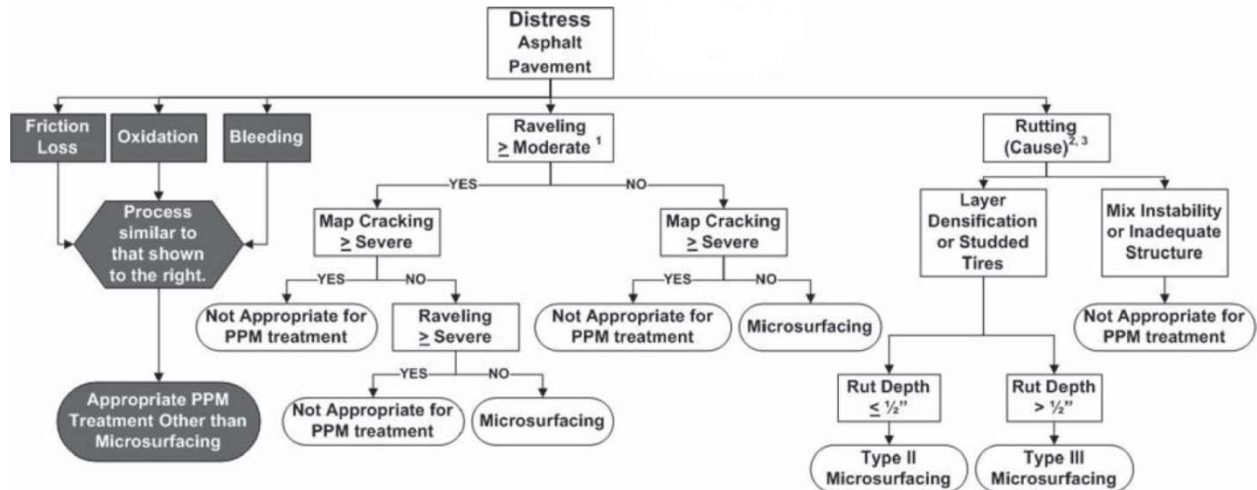 Distress
Asphalt
Pavement
Friction
Loss
Oxidation
Bleeding
Raveling
≥ Moderate ¹
Rutting
(Cause)²,³
YES
NO
Process
similar to
that shown
to the right.
Map Cracking
≥ Severe
Map Cracking
≥ Severe
Layer
Densification
or Studded
Tires
Mix Instability
or Inadequate
Structure
YES
NO
YES
NO
Not Appropriate for
PPM treatment
Raveling
≥ Severe
Not Appropriate for
PPM treatment
Microsurfacing
Not Appropriate for
PPM treatment
YES
NO
Rut Depth
≤ ½”
Rut Depth
> ½”
Appropriate PPM
Treatment Other than
Microsurfacing
Not Appropriate for
PPM treatment
Microsurfacing
Type II
Microsurfacing
Type III
Microsurfacing